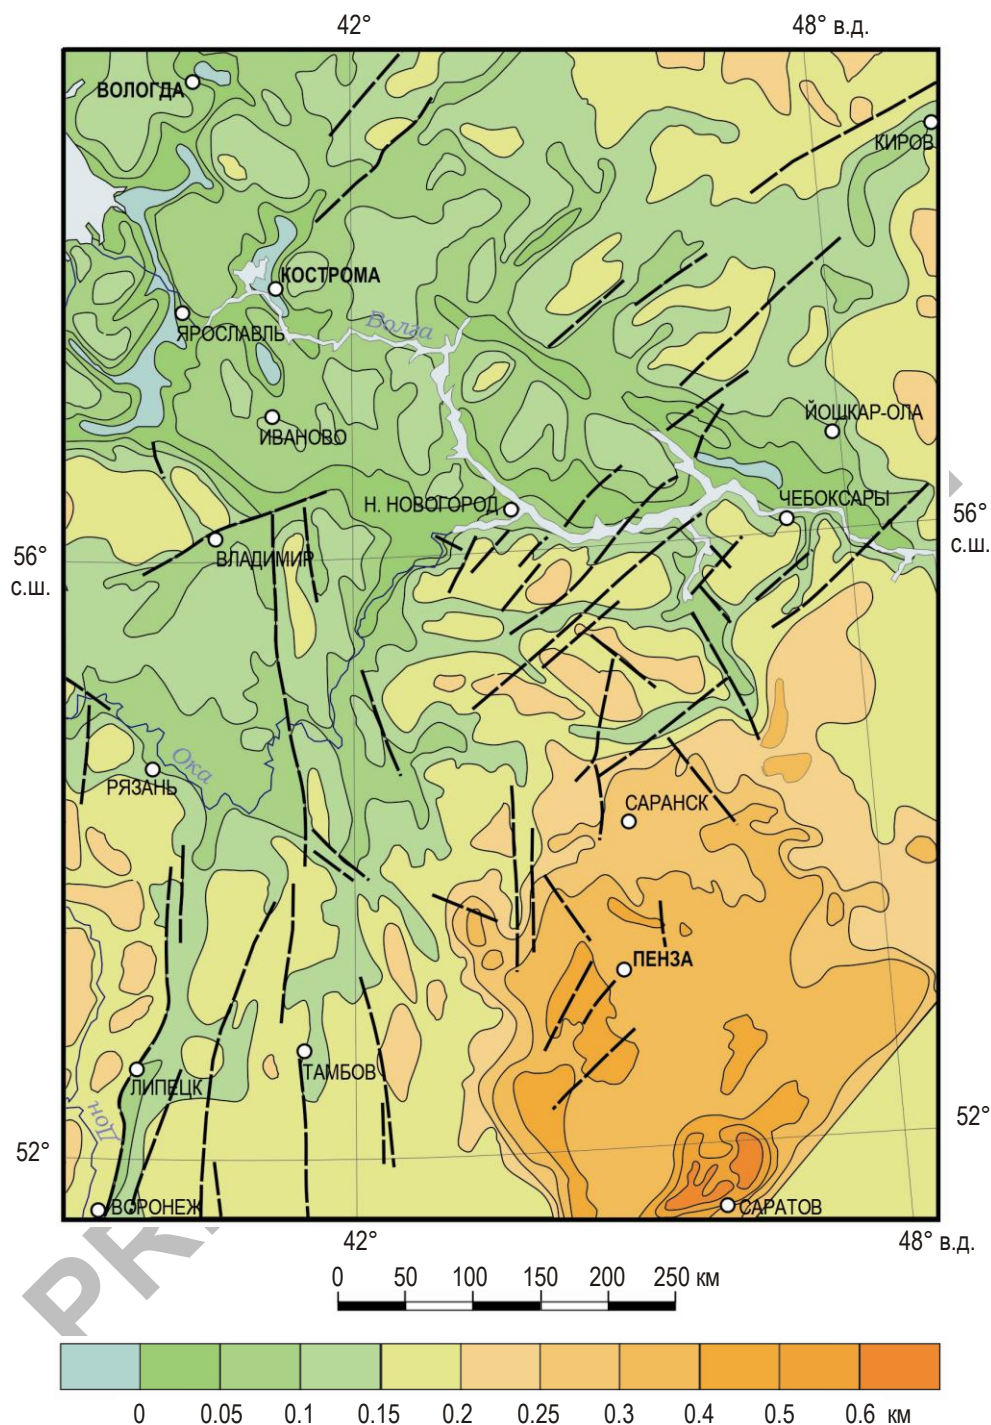 42°
48° в.д.
ВОЛОГДА
КИРОВ
КОСТРОМА
ЯРОСЛАВЛЬ
Волга
ИВАНОВО
ЙОШКАР-ОЛА
Н. НОВОГОРОД
ЧЕБОКСАРЫ
56°
с.ш.
56°
с.ш.
ВЛАДИМИР
Ока
РЯЗАНЬ
САРАНСК
ПЕНЗА
ЛИПЕЦК
ТАМБОВ
Дон
52°
52°
ВОРОНЕЖ
САРАТОВ
PR
42°
48° в.д.
0 50 100 150 200 250 км
0 0.05 0.1 0.15 0.2 0.25 0.3 0.4 0.5 0.6 км